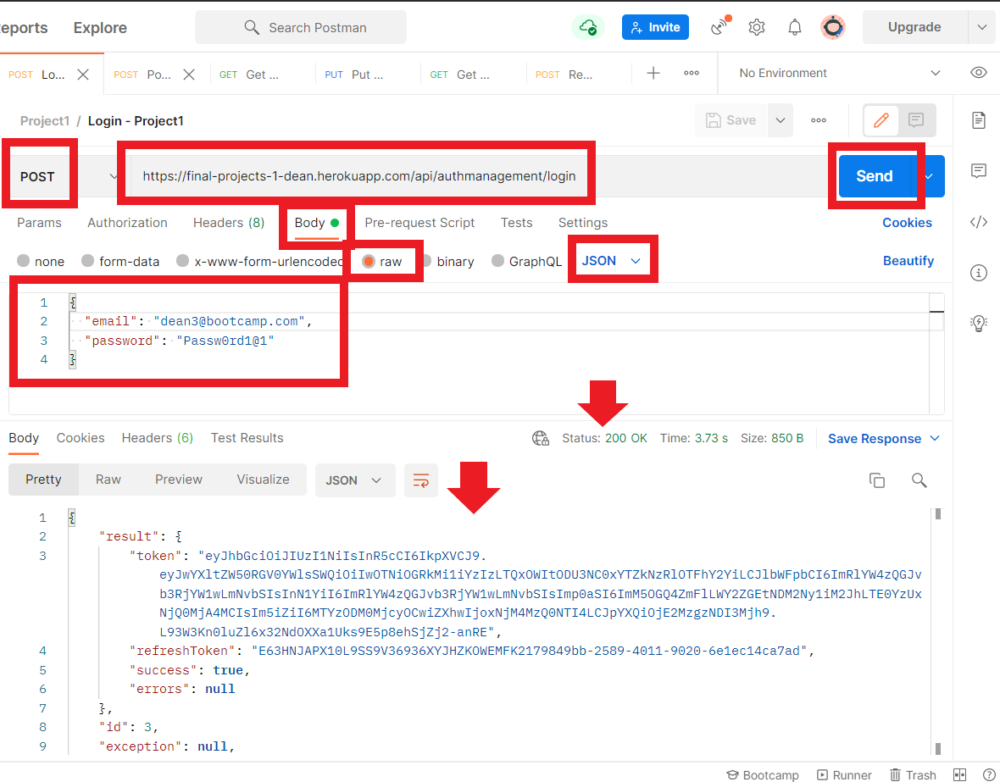 eports Explore Search Postman Invite Upgrade
POST Lo... POST Po... GET Get ... PUT Put ... GET Get ... POST Re... No Environment
Project1 / Login - Project1 Save
POST https://final-projects-1-dean.herokuapp.com/api/authmanagement/login Send
Params Authorization Headers (8) Body Pre-request Script Tests Settings Cookies
none form-data x-www-form-urlencoded raw binary GraphQL JSON Beautify
1 {
2 "email": "dean3@bootcamp.com",
3 "password": "Passw0rd1@1"
4 }
Body Cookies Headers (6) Test Results Status: 200 OK Time: 3.73 s Size: 850 B Save Response
Pretty Raw Preview Visualize JSON
1 {
2 "result": {
3 "token": "eyJhbGciOiJIUzI1NiIsInR5cCI6IkpXVCJ9.
eyJwYXltZW50RGV0YWlsSWQiOiIwOTNiOGRkMi1iYzIzLTQxOWItODU3NC0xYTZkNzRlOTFhY2YiLCJlbWFpbCI6ImRlYW4zQGJv
b3RjYW1wLmNvbSIsInN1YiI6ImRlYW4zQGJvb3RjYW1wLmNvbSIsImp0aSI6ImM5OGQ4ZmFlLWY2ZGEtNDM2Ny1iM2JhLTE0YzUx
NjQ0MjA4MCIsIm5iZiI6MTYzODM0MjcyOCwiZXhwIjoxNjM4MzQ0NTI4LCJpYXQiOjE2MzgzNDI3Mjh9.
L93W3Kn0luZl6x32NdOXXa1Uks9E5p8ehSjZj2-anRE",
4 "refreshToken": "E63HNJAPX10L9SS9V36936XYJHZKOWEMFK2179849bb-2589-4011-9020-6e1ec14ca7ad",
5 "success": true,
6 "errors": null
7 },
8 "id": 3,
9 "exception": null,
Bootcamp Runner Trash